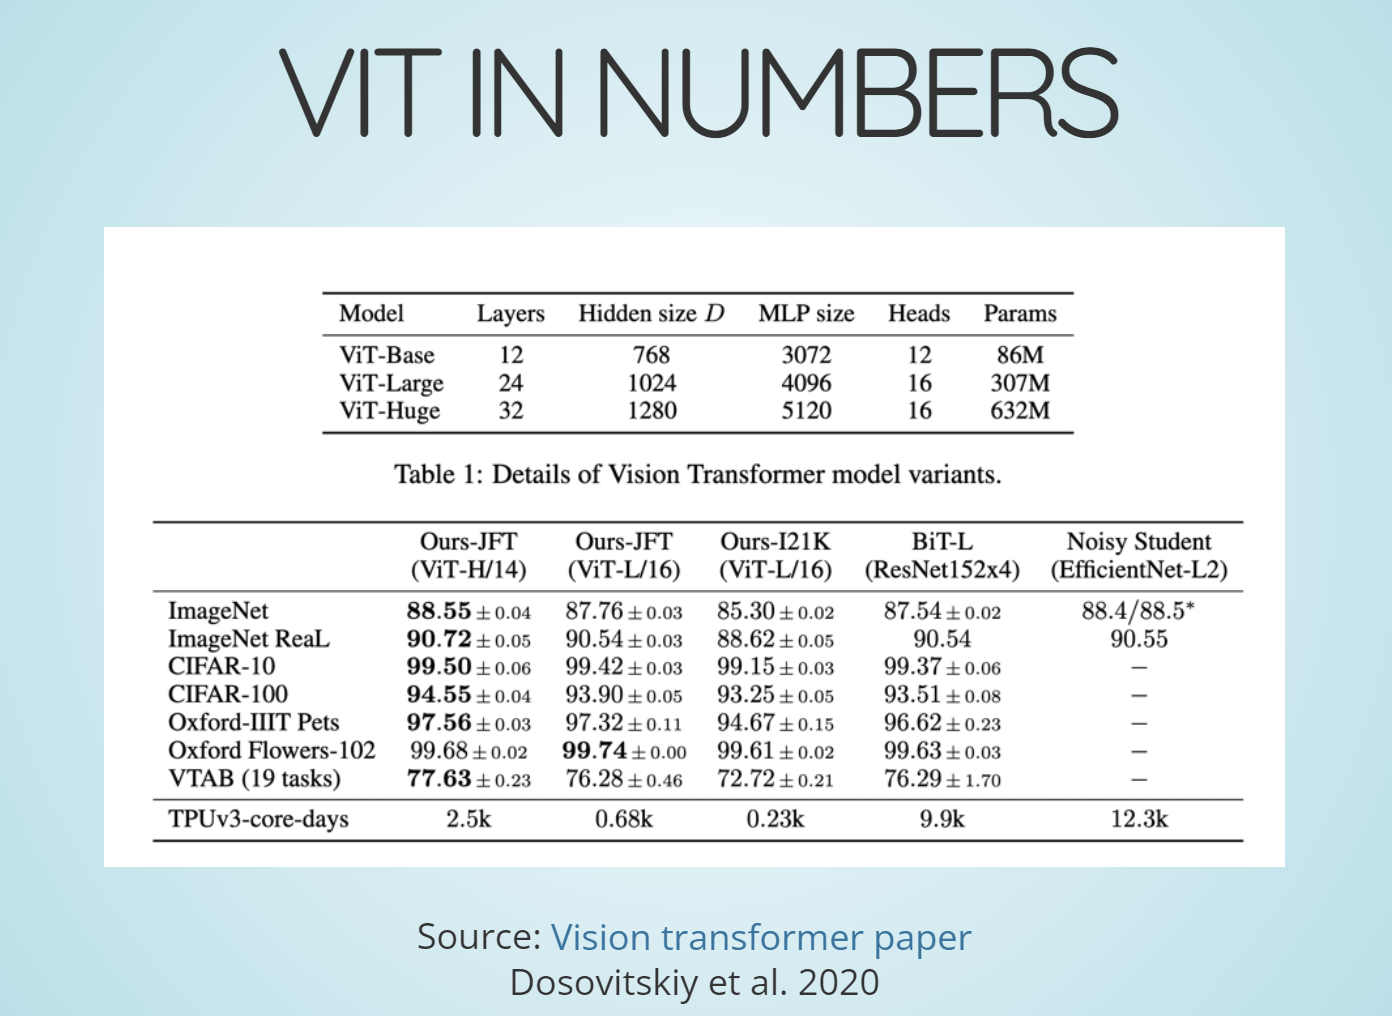 VIT IN NUMBERS
Model Layers Hidden size D MLP size Heads Params
ViT-Base 12 768 3072 12 86M
ViT-Large 24 1024 4096 16 307M
ViT-Huge 32 1280 5120 16 632M
Table 1: Details of Vision Transformer model variants.
Ours-JFT Ours-JFT Ours-I21K BiT-L Noisy Student
(ViT-H/14) (ViT-L/16) (ViT-L/16) (ResNet152x4) (EfficientNet-L2)
ImageNet 88.55 ± 0.04 87.76 ± 0.03 85.30 ± 0.02 87.54 ± 0.02 88.4/88.5*
ImageNet ReaL 90.72 ± 0.05 90.54 ± 0.03 88.62 ± 0.05 90.54 90.55
CIFAR-10 99.50 ± 0.06 99.42 ± 0.03 99.15 ± 0.03 99.37 ± 0.06 –
CIFAR-100 94.55 ± 0.04 93.90 ± 0.05 93.25 ± 0.05 93.51 ± 0.08 –
Oxford-IIIT Pets 97.56 ± 0.03 97.32 ± 0.11 94.67 ± 0.15 96.62 ± 0.23 –
Oxford Flowers-102 99.68 ± 0.02 99.74 ± 0.00 99.61 ± 0.02 99.63 ± 0.03 –
VTAB (19 tasks) 77.63 ± 0.23 76.28 ± 0.46 72.72 ± 0.21 76.29 ± 1.70 –
TPUv3-core-days 2.5k 0.68k 0.23k 9.9k 12.3k
Source: Vision transformer paper
Dosovitskiy et al. 2020